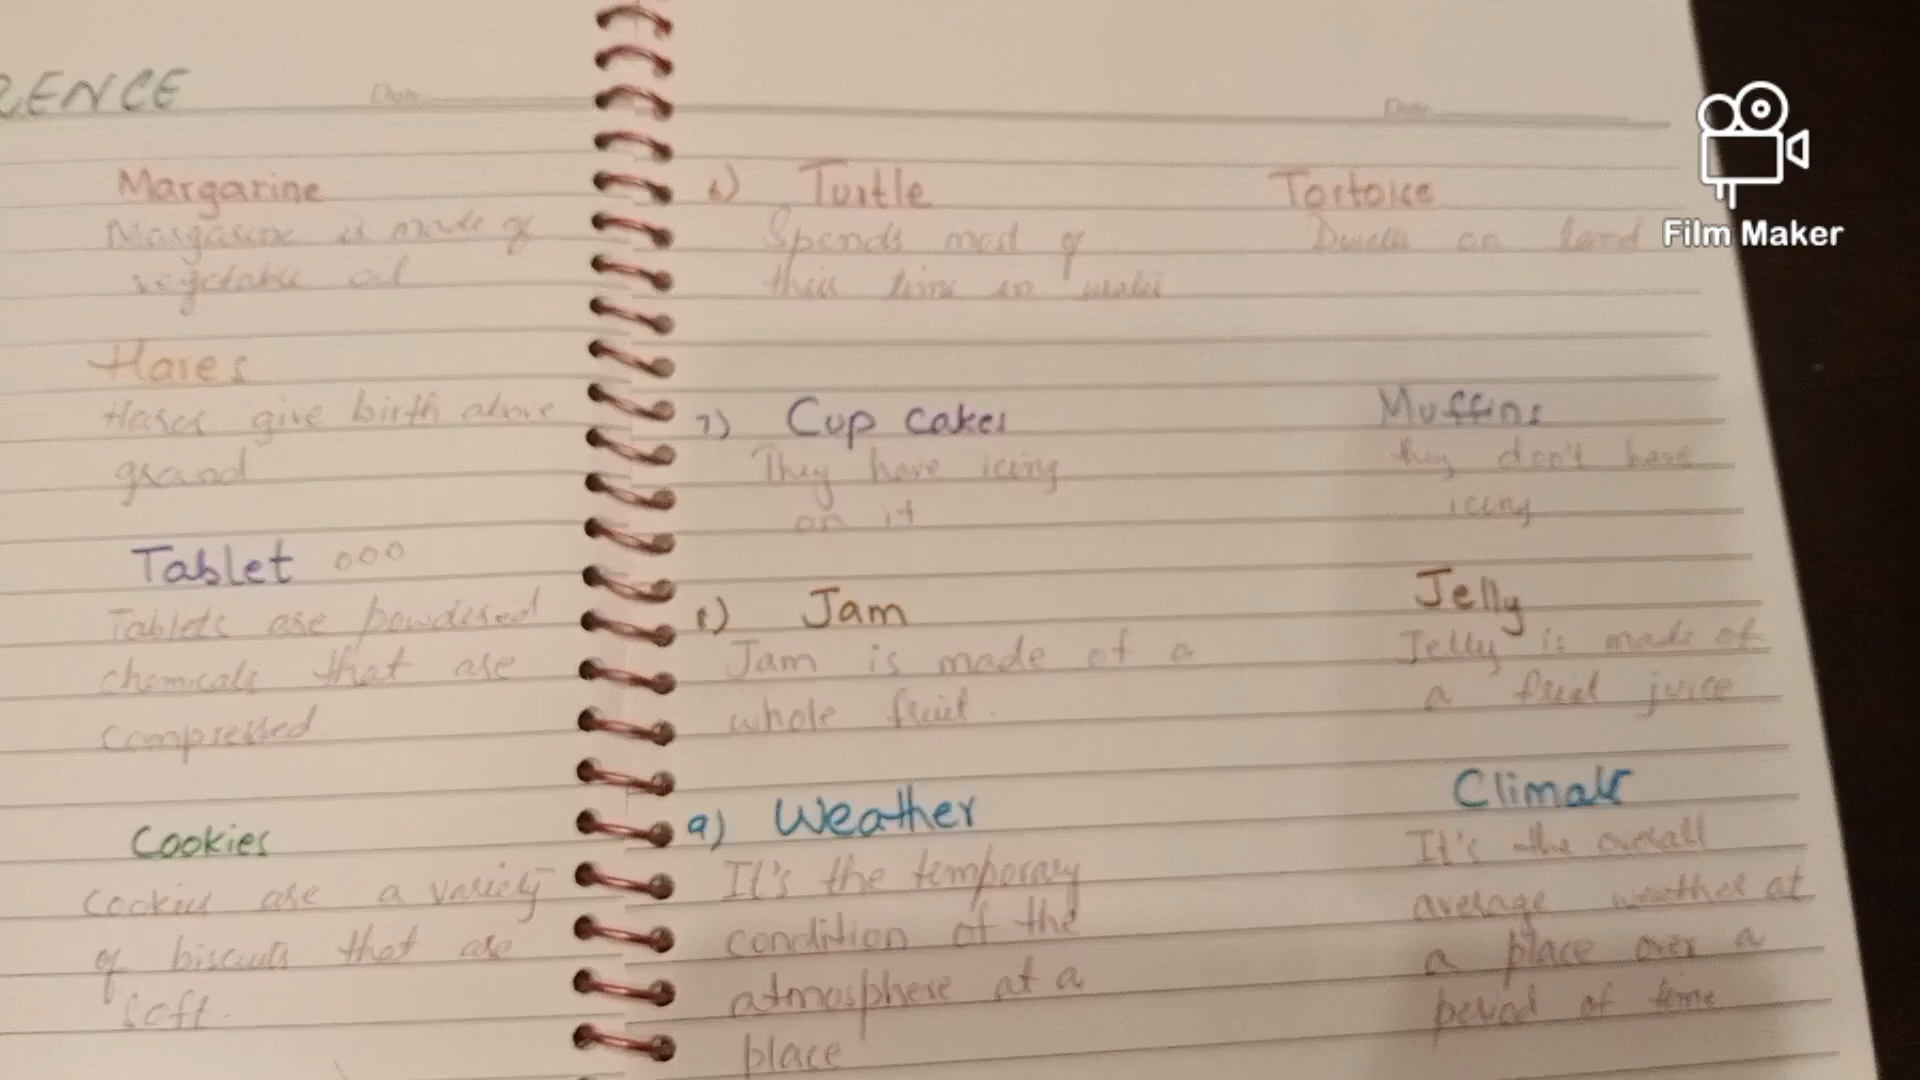 RENCE
Date
Margarine
Margarine is made of
vegetable oil
Hares
Hares give birth above
grand
Tablet ooo
Tablets are powdered
chemicals that are
compressed.
Cookies
Cookies are a variety
of biscuits that are
soft.
Date
6) Turtle Tortoise
Spends most of Dwells on land
their time in water
7) Cup cakes Muffins
They have icing they don't have
on it icing
8) Jam Jelly
Jam is made of a Jelly is made of
whole fruit. a fruit juice
9) Weather Climate
It's the temporary It's the overall
condition of the average weather at
atmosphere at a a place over a
place period of time
Film Maker